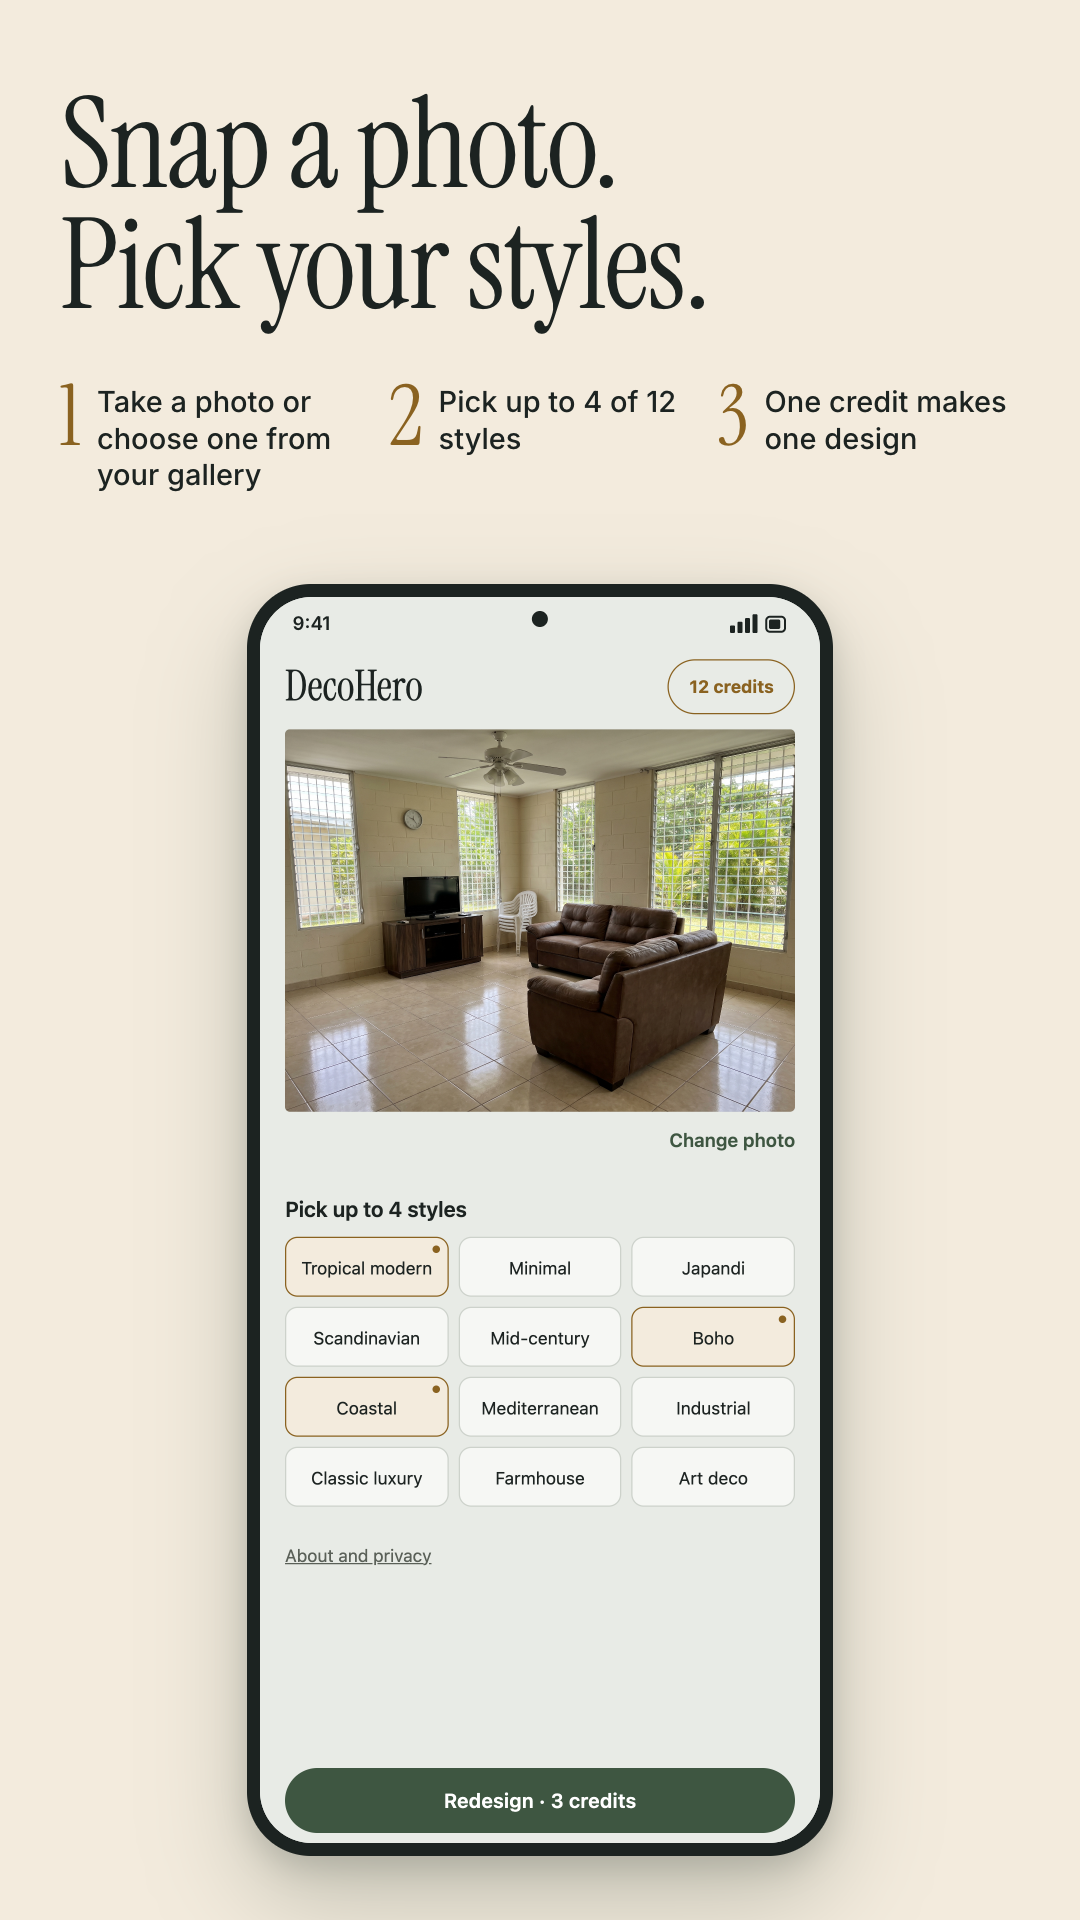 Snap a photo.
Pick your styles.
1 Take a photo or
choose one from
your gallery
2 Pick up to 4 of 12
styles
3 One credit makes
one design
9:41
DecoHero
12 credits
Change photo
Pick up to 4 styles
Tropical modern
Minimal
Japandi
Scandinavian
Mid-century
Boho
Coastal
Mediterranean
Industrial
Classic luxury
Farmhouse
Art deco
About and privacy
Redesign · 3 credits